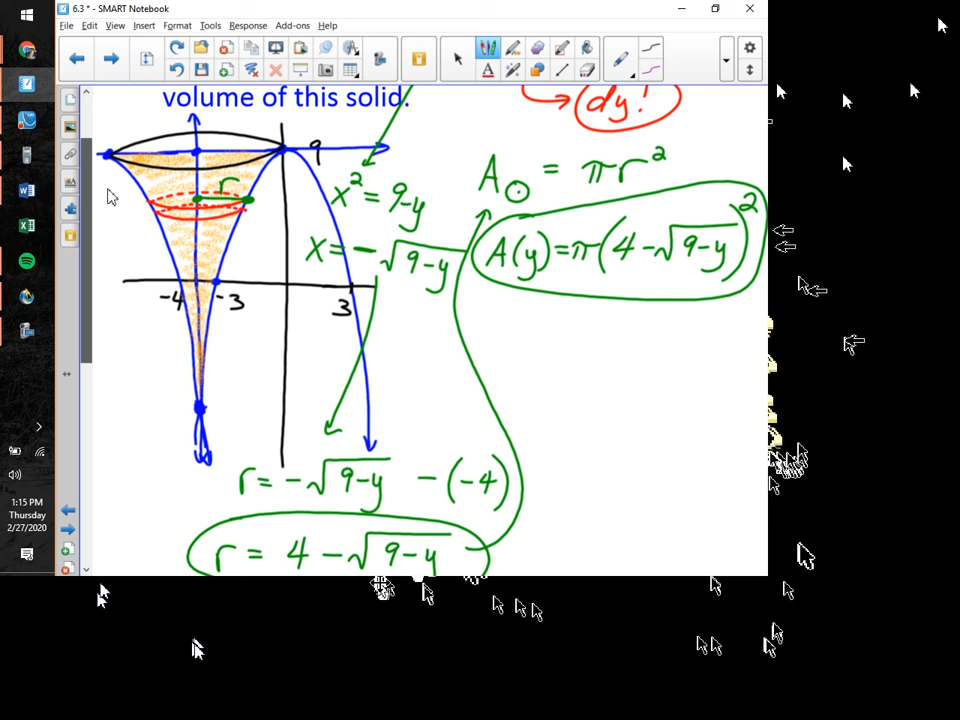 6.3 * - SMART Notebook
File Edit View Insert Format Tools Window Response Add-ons Help
volume of this solid.
dy!
9
r
-4
-3
3
x² = 9-y
x = -√9-y
A⊙ = πr²
A(y)=π(4-√9-y)²
r = -√9-y -(-4)
r = 4-√9-y
1:15 PM
Thursday
2/27/2020